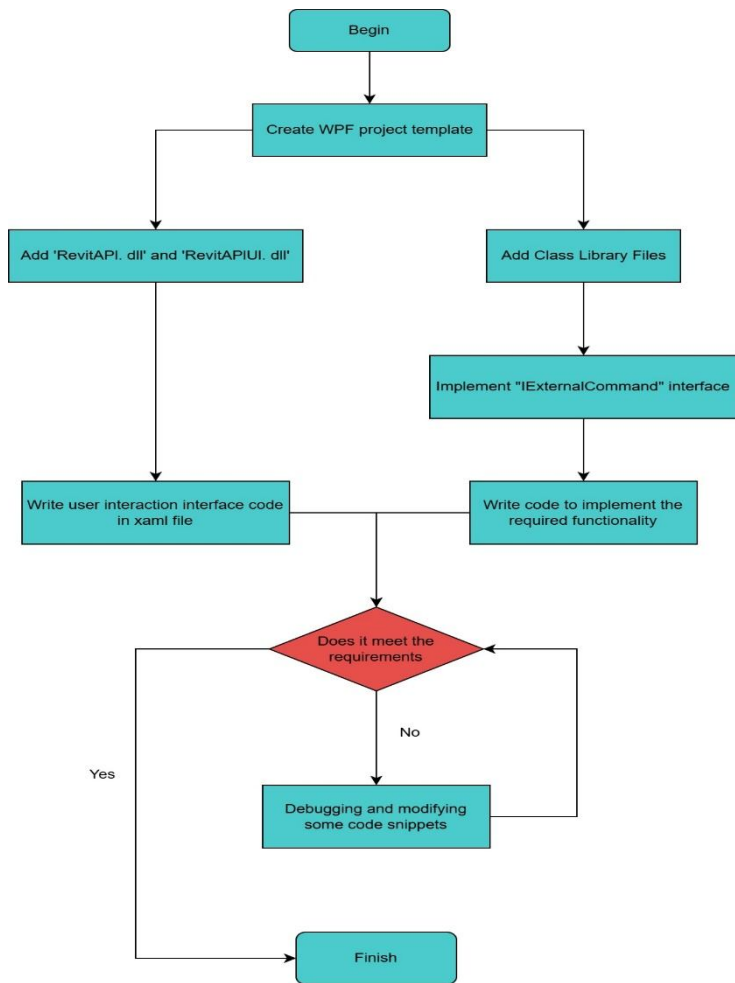 Begin
Create WPF project template
Add 'RevitAPI. dll' and 'RevitAPIUI. dll'
Add Class Library Files
Implement "IExternalCommand" interface
Write user interaction interface code
in xaml file
Write code to implement the
required functionality
Does it meet the
requirements
No
Yes
Debugging and modifying
some code snippets
Finish